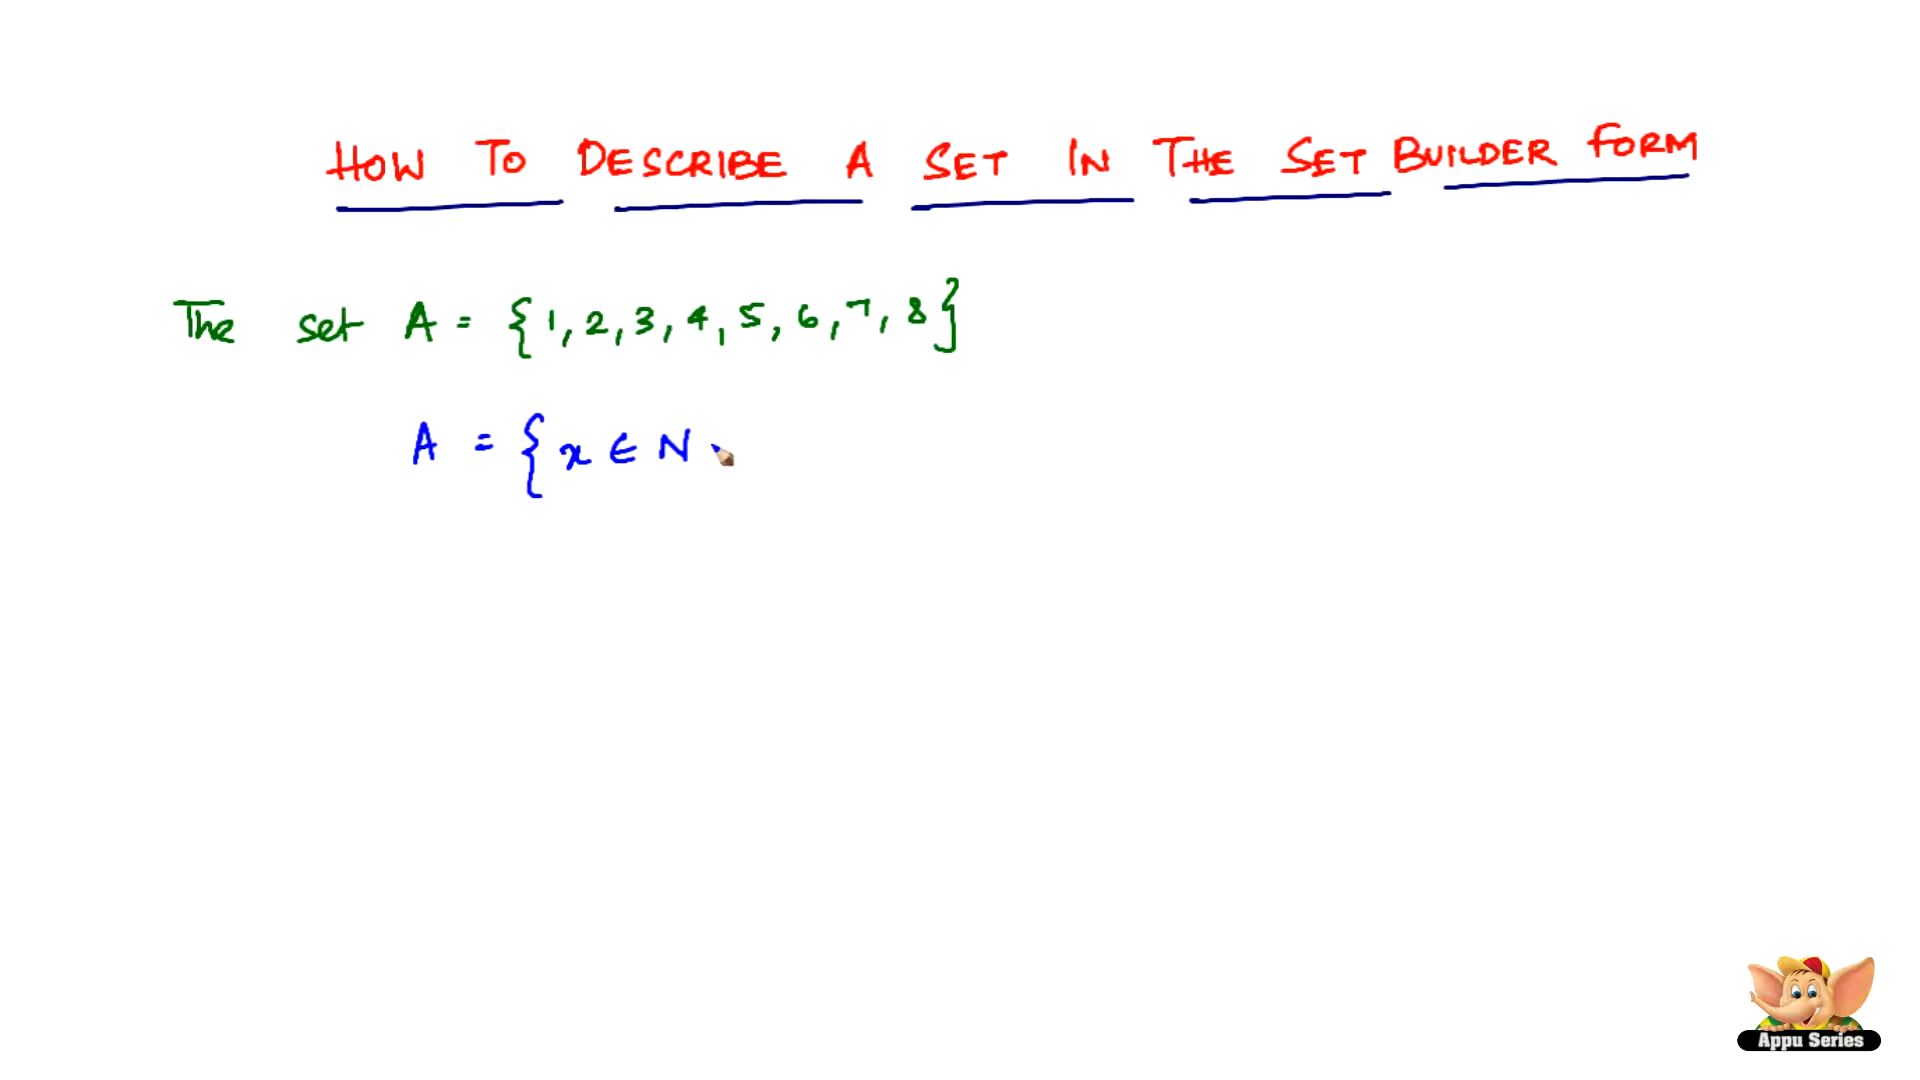 HOW TO DESCRIBE A SET IN THE SET BUILDER FORM
The set A = {1, 2, 3, 4, 5, 6, 7, 8}
A = { x ∈ N
Appu Series